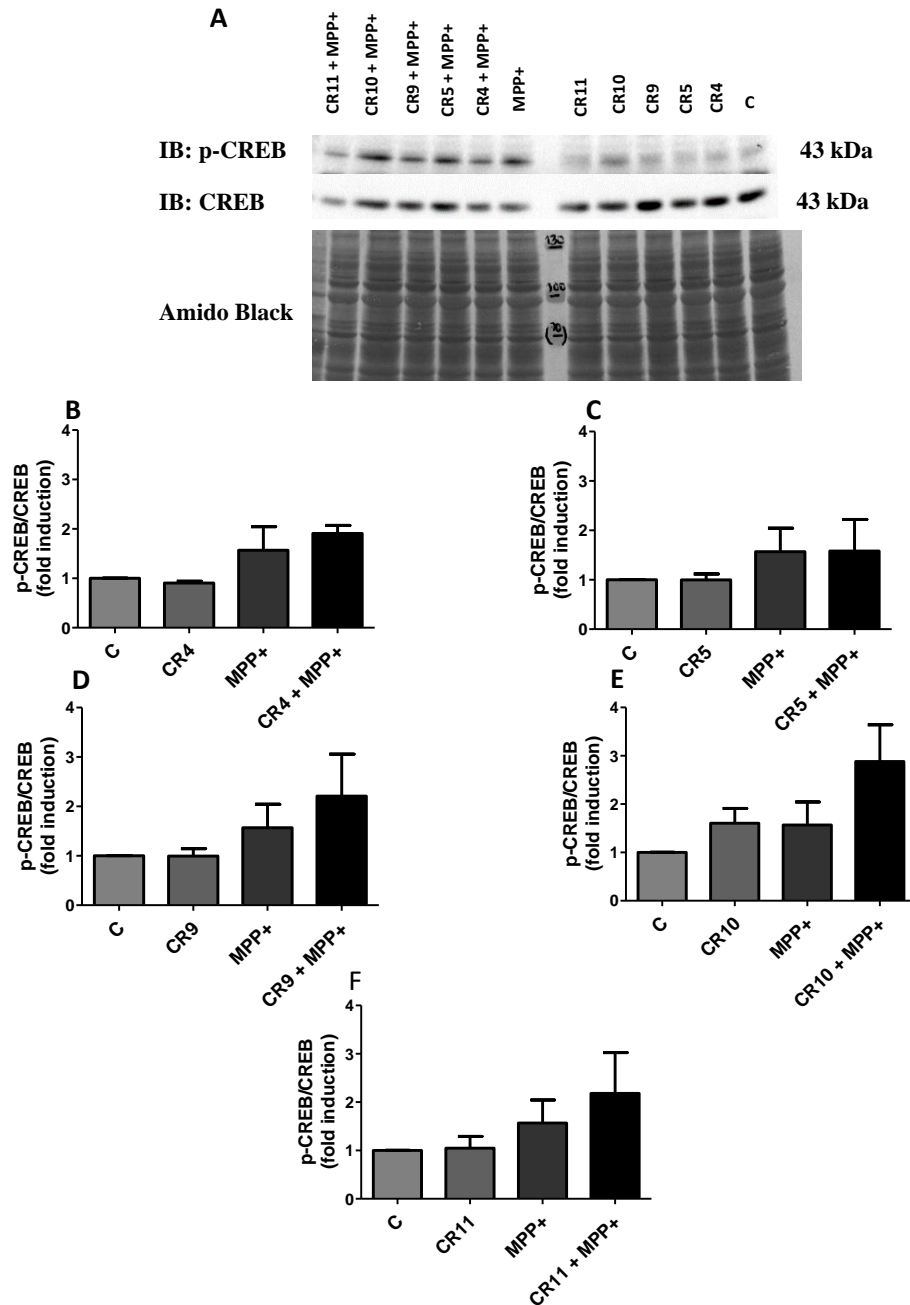 A
CR11 + MPP+
CR10 + MPP+
CR9 + MPP+
CR5 + MPP+
CR4 + MPP+
MPP+
CR11
CR10
CR9
CR5
CR4
C
IB: p-CREB
43 kDa
IB: CREB
43 kDa
Amido Black
130
100
(70)
B
p-CREB/CREB
(fold induction)
4
3
2
1
0
C
CR4
MPP+
CR4 + MPP+
C
p-CREB/CREB
(fold induction)
4
3
2
1
0
C
CR5
MPP+
CR5 + MPP+
D
p-CREB/CREB
(fold induction)
4
3
2
1
0
C
CR9
MPP+
CR9 + MPP+
E
p-CREB/CREB
(fold induction)
4
3
2
1
0
C
CR10
MPP+
CR10 + MPP+
F
p-CREB/CREB
(fold induction)
4
3
2
1
0
C
CR11
MPP+
CR11 + MPP+